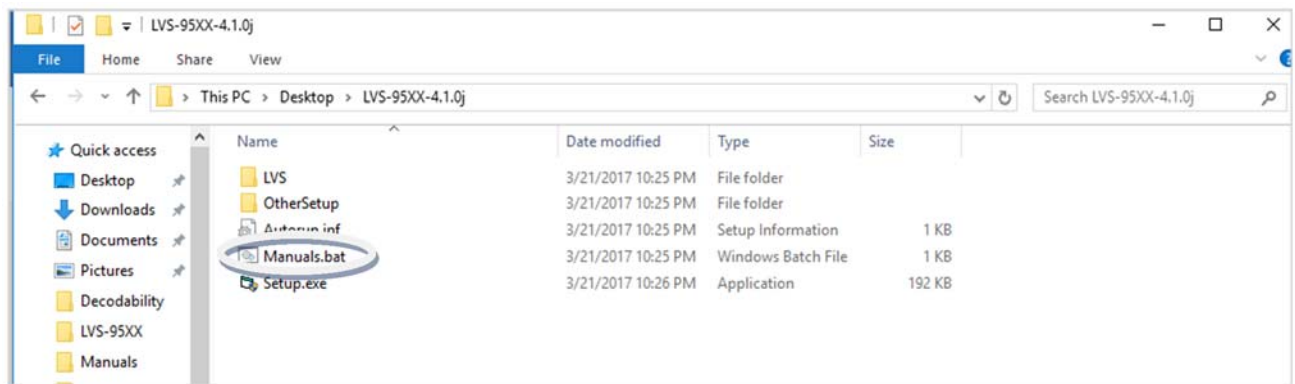 LVS-95XX-4.1.0j
File Home Share View
This PC > Desktop > LVS-95XX-4.1.0j Search LVS-95XX-4.1.0j
Name Date modified Type Size
Quick access
Desktop
Downloads
Documents
Pictures
Decodability
LVS-95XX
Manuals
LVS 3/21/2017 10:25 PM File folder
OtherSetup 3/21/2017 10:25 PM File folder
Autorun.inf 3/21/2017 10:25 PM Setup Information 1 KB
Manuals.bat 3/21/2017 10:25 PM Windows Batch File 1 KB
Setup.exe 3/21/2017 10:26 PM Application 192 KB